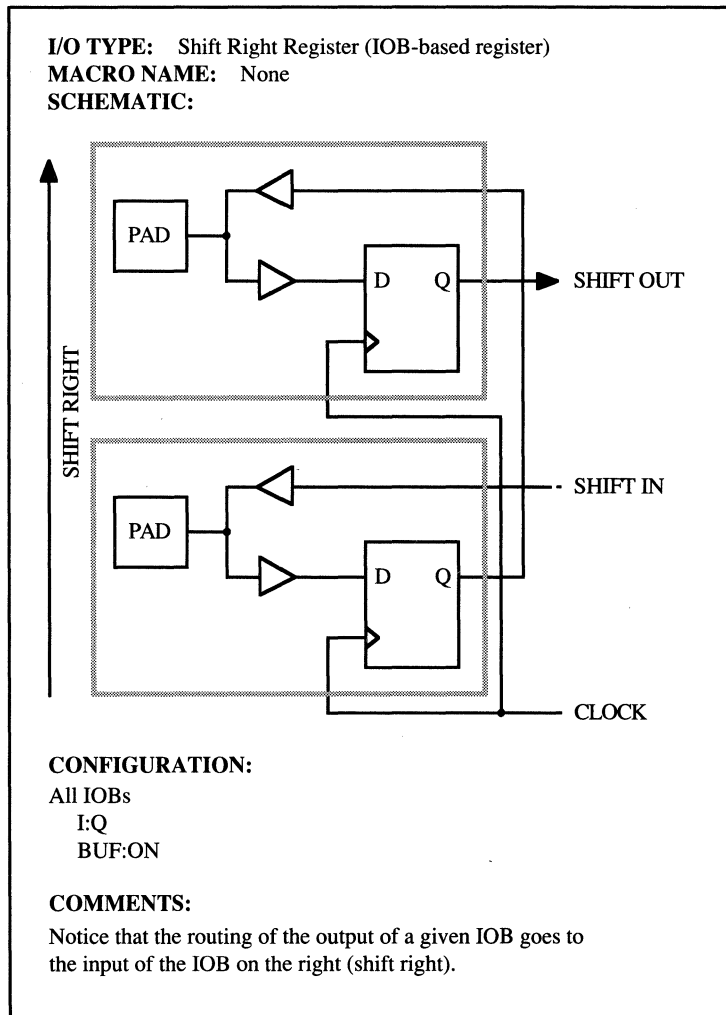 I/O TYPE: Shift Right Register (IOB-based register)
MACRO NAME: None
SCHEMATIC:
PAD
D Q
SHIFT OUT
SHIFT RIGHT
SHIFT IN
PAD
D Q
CLOCK
CONFIGURATION:
All IOBs
I:Q
BUF:ON
COMMENTS:
Notice that the routing of the output of a given IOB goes to
the input of the IOB on the right (shift right).